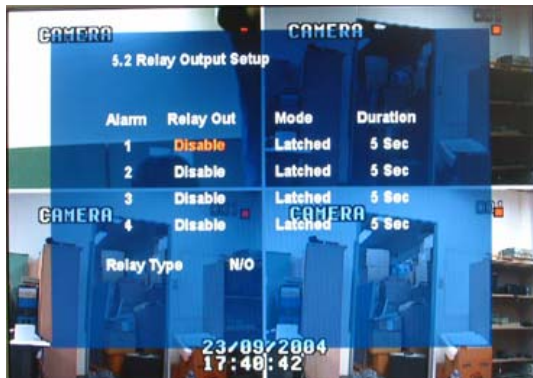 CAMERA
CAMERA
5.2 Relay Output Setup
Alarm Relay Out Mode Duration
1 Disable Latched 5 Sec
2 Disable Latched 5 Sec
3 Disable Latched 5 Sec
CAMERA
CAMERA
4 Disable Latched 5 Sec
Relay Type N/O
23/09/2004
17:40:42